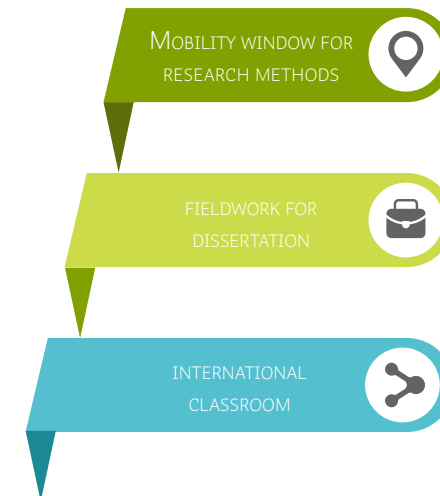 MOBILITY WINDOW FOR
RESEARCH METHODS
FIELDWORK FOR
DISSERTATION
INTERNATIONAL
CLASSROOM